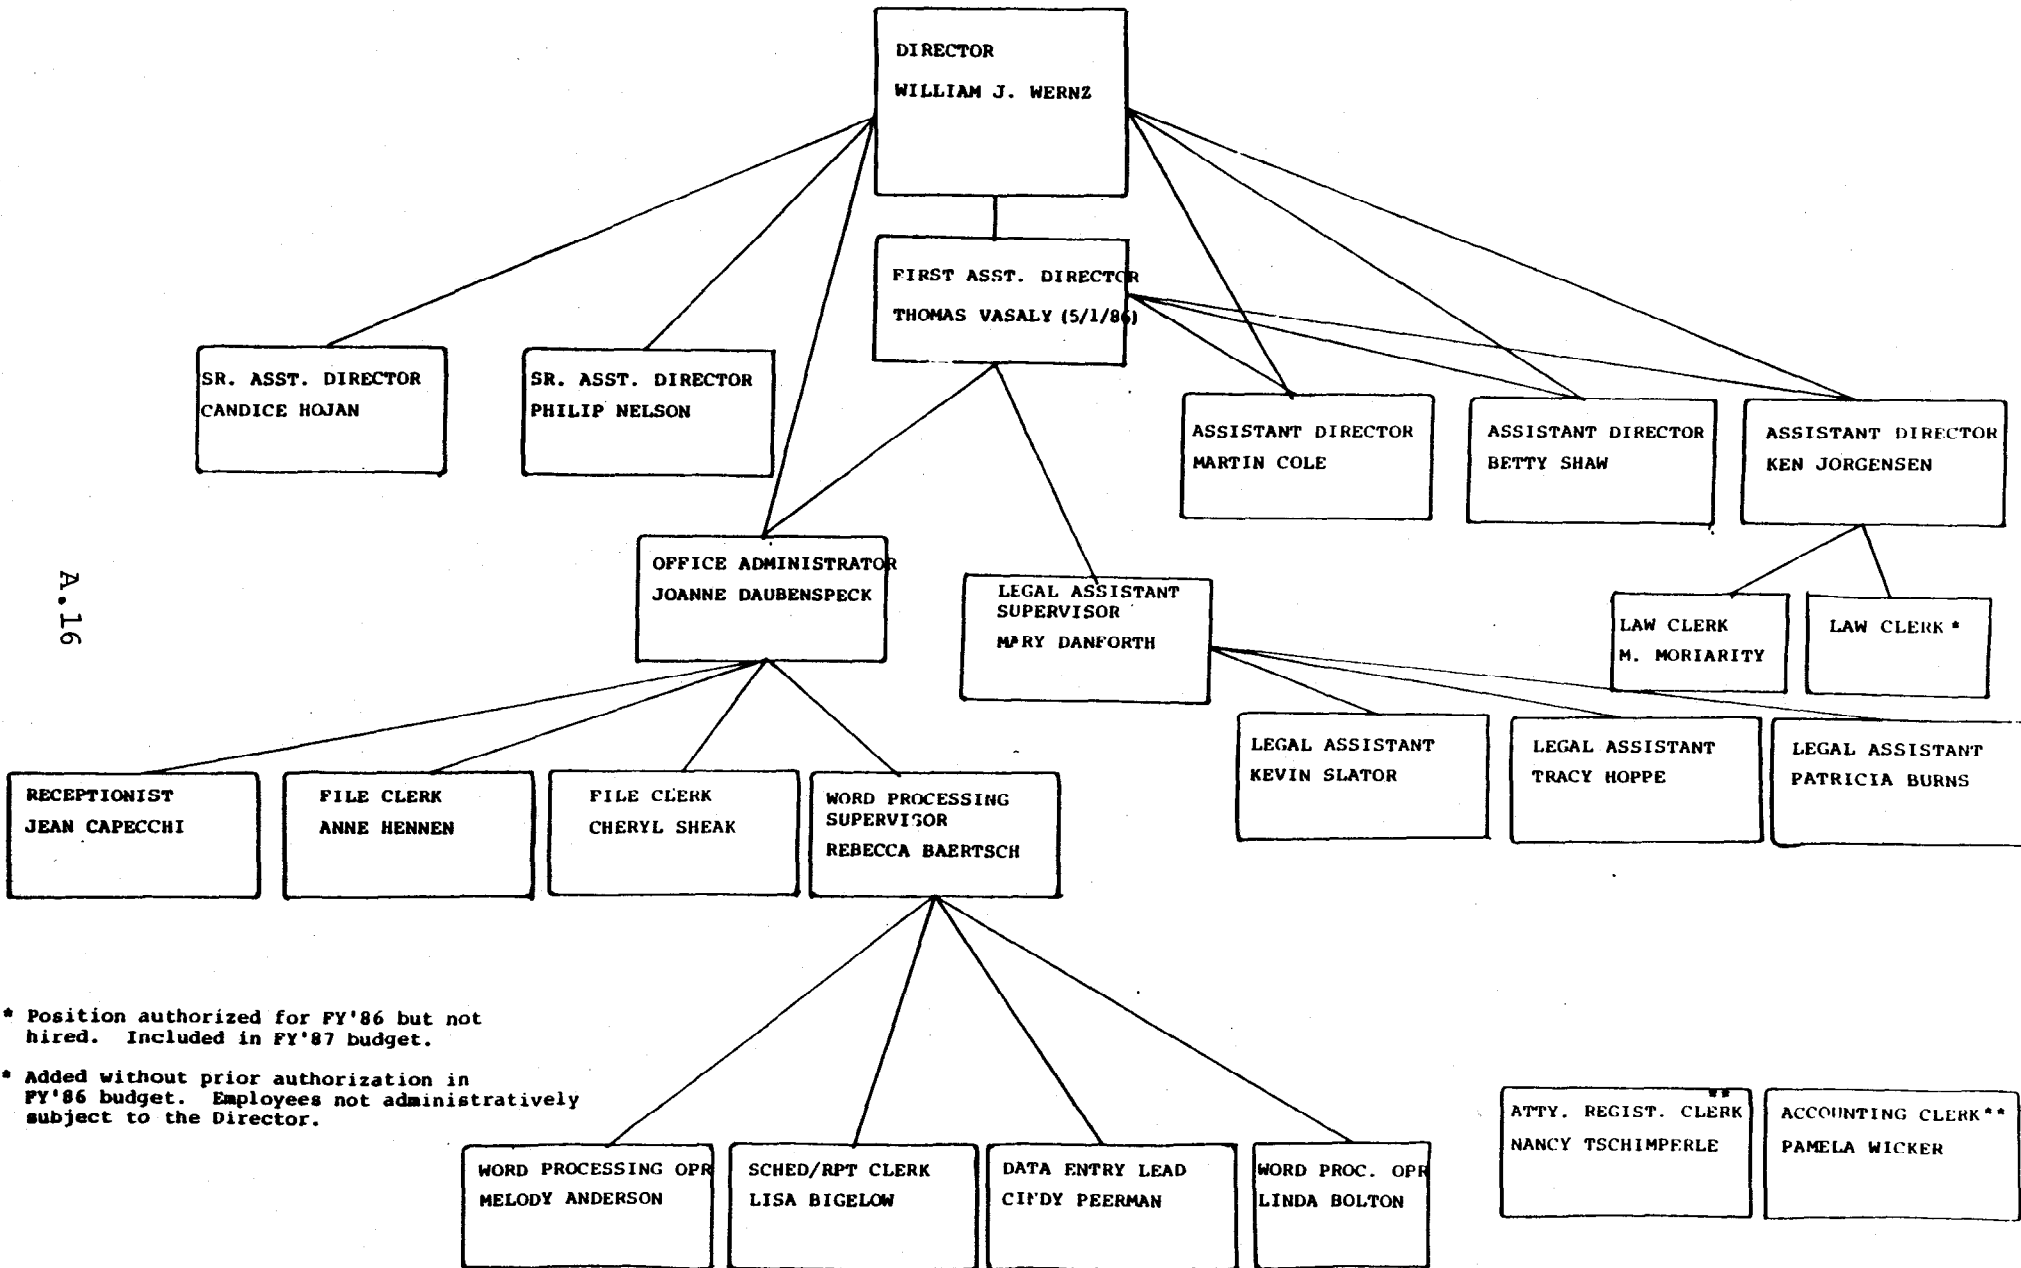 DIRECTOR
WILLIAM J. WERNZ
FIRST ASST. DIRECTOR
THOMAS VASALY (5/1/86)
SR. ASST. DIRECTOR
CANDICE HOJAN
SR. ASST. DIRECTOR
PHILIP NELSON
ASSISTANT DIRECTOR
MARTIN COLE
ASSISTANT DIRECTOR
BETTY SHAW
ASSISTANT DIRECTOR
KEN JORGENSEN
OFFICE ADMINISTRATOR
JOANNE DAUBENSPECK
LEGAL ASSISTANT
SUPERVISOR
MARY DANFORTH
LAW CLERK
M. MORIARITY
LAW CLERK *
A.16
LEGAL ASSISTANT
KEVIN SLATOR
LEGAL ASSISTANT
TRACY HOPPE
LEGAL ASSISTANT
PATRICIA BURNS
RECEPTIONIST
JEAN CAPECCHI
FILE CLERK
ANNE HENNEN
FILE CLERK
CHERYL SHEAK
WORD PROCESSING
SUPERVISOR
REBECCA BAERTSCH
* Position authorized for FY'86 but not
hired. Included in FY'87 budget.
* Added without prior authorization in
FY'86 budget. Employees not administratively
subject to the Director.
WORD PROCESSING OPR
MELODY ANDERSON
SCHED/RPT CLERK
LISA BIGELOW
DATA ENTRY LEAD
CINDY PEERMAN
WORD PROC. OPR
LINDA BOLTON
ATTY. REGIST. CLERK **
NANCY TSCHIMPERLE
ACCOUNTING CLERK**
PAMELA WICKER